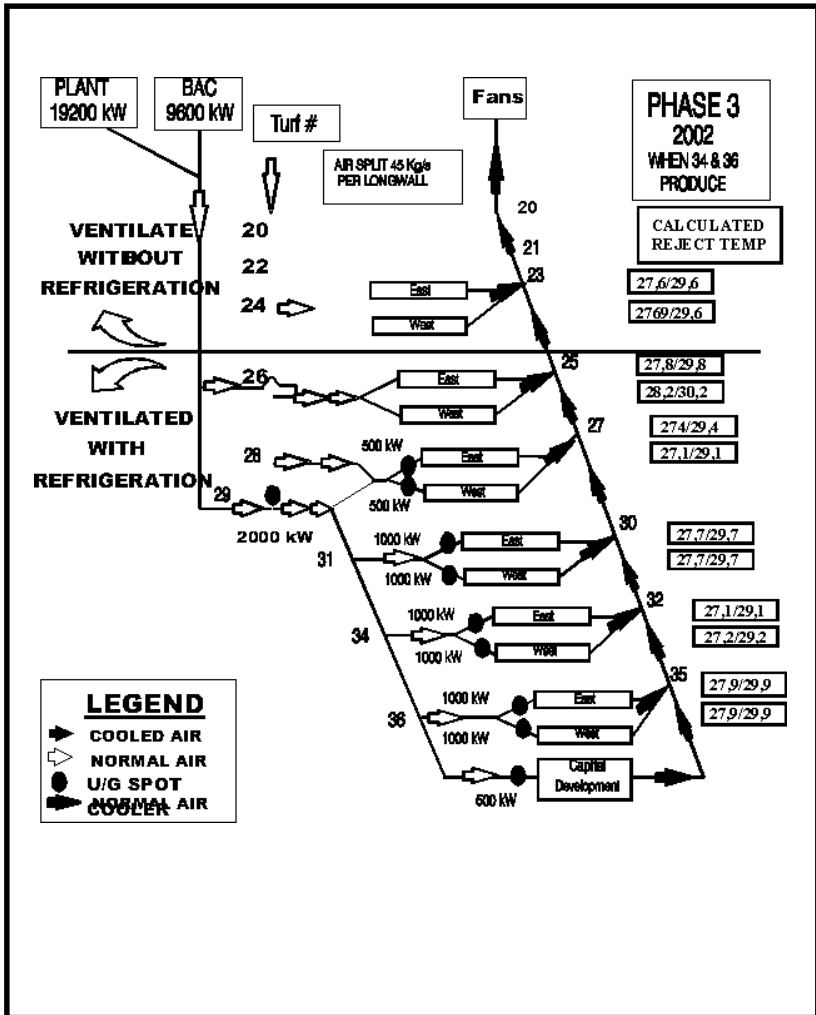 PLANT
19200 kW
BAC
9600 kW
Turf #
Fans
AIR SPLIT 45 Kg/s
PER LONGWALL
PHASE 3
2002
WHEN 34 & 36
PRODUCE
CALCULATED
REJECT TEMP
VENTILATE
WITHOUT
REFRIGERATION
20
22
24
20
21
23
East
West
27,6/29,6
2769/29,6
VENTILATED
WITH
REFRIGERATION
26
East
West
25
27,8/29,8
28,2/30,2
28
500 kW
500 kW
East
West
27
274/29,4
27,1/29,1
29
2000 kW
31
1000 kW
1000 kW
East
West
30
27,7/29,7
27,7/29,7
34
1000 kW
1000 kW
East
West
32
27,1/29,1
27,2/29,2
36
1000 kW
1000 kW
East
West
35
27,9/29,9
27,9/29,9
500 kW
Capital
Development
LEGEND
COOLED AIR
NORMAL AIR
U/G SPOT
COOLER
NORMAL AIR